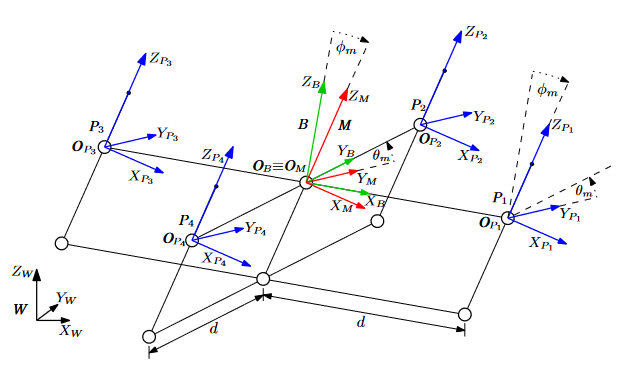 Z_{P_2}
ϕ_m
Z_{P_3}
Z_B
Z_M
ϕ_m
P_3
B
M
P_2
Y_{P_2}
Z_{P_1}
Y_{P_3}
O_{P_3}
O_{P_2}
Z_{P_4}
Y_B
θ_m
X_{P_2}
O_B≡O_M
X_{P_3}
Y_M
θ_m
P_4
X_M
X_B
P_1
Y_{P_1}
O_{P_4}
Y_{P_4}
O_{P_1}
X_{P_1}
X_{P_4}
Z_W
Y_W
W
X_W
d
d